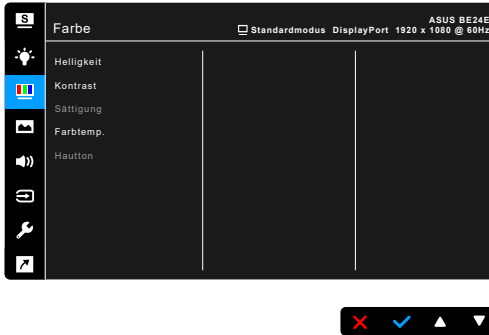 S
Farbe
Standardmodus DisplayPort 1920 x 1080 @ 60Hz
ASUS BE24E
Helligkeit
Kontrast
Sättigung
Farbtemp.
Hautton